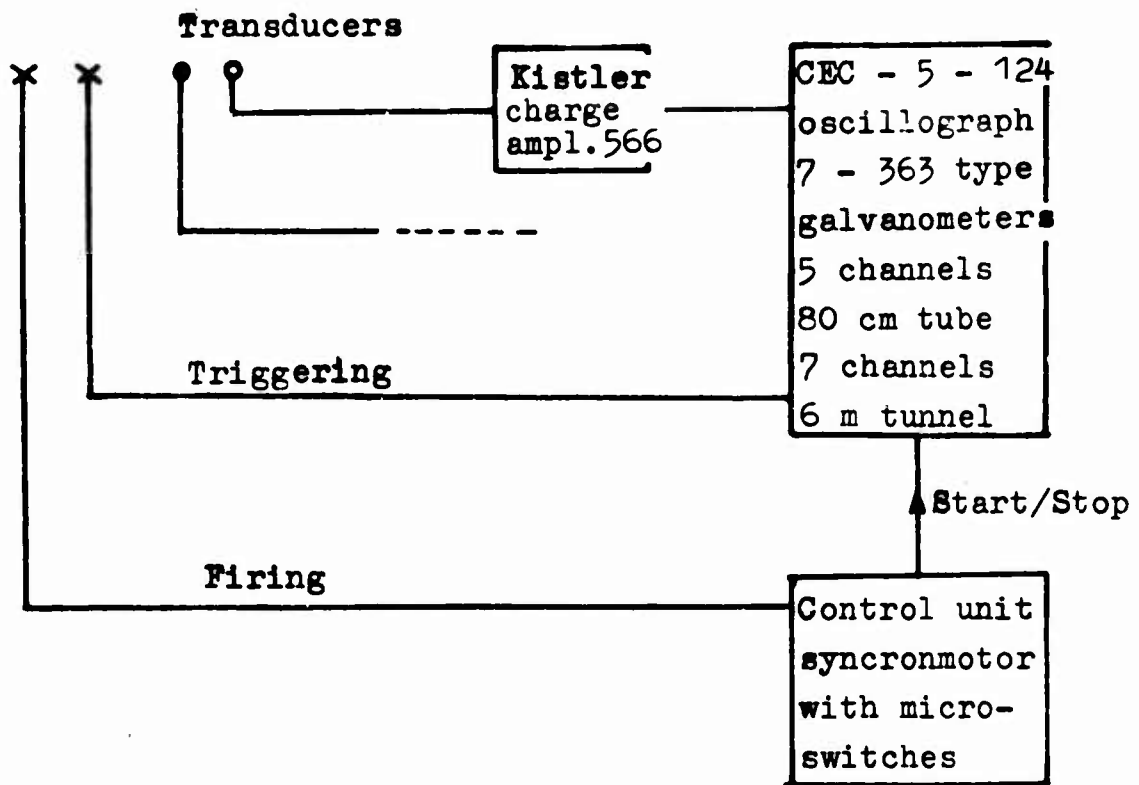 Transducers
Kistler
charge
ampl.566
CEC - 5 - 124
oscillograph
7 - 363 type
galvanometers
5 channels
80 cm tube
7 channels
6 m tunnel
Triggering
Start/Stop
Firing
Control unit
syncronmotor
with micro-
switches